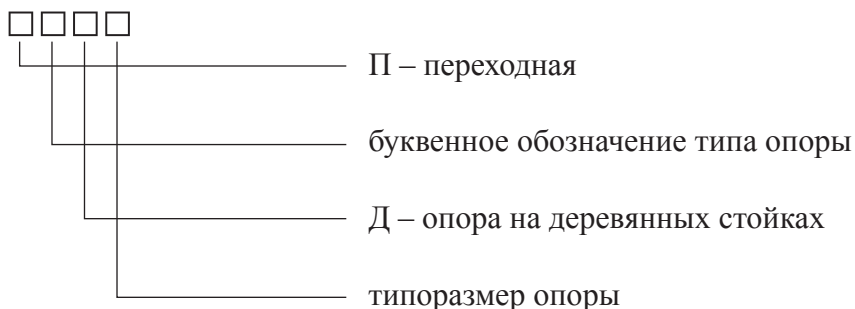 П – переходная
буквенное обозначение типа опоры
Д – опора на деревянных стойках
типоразмер опоры